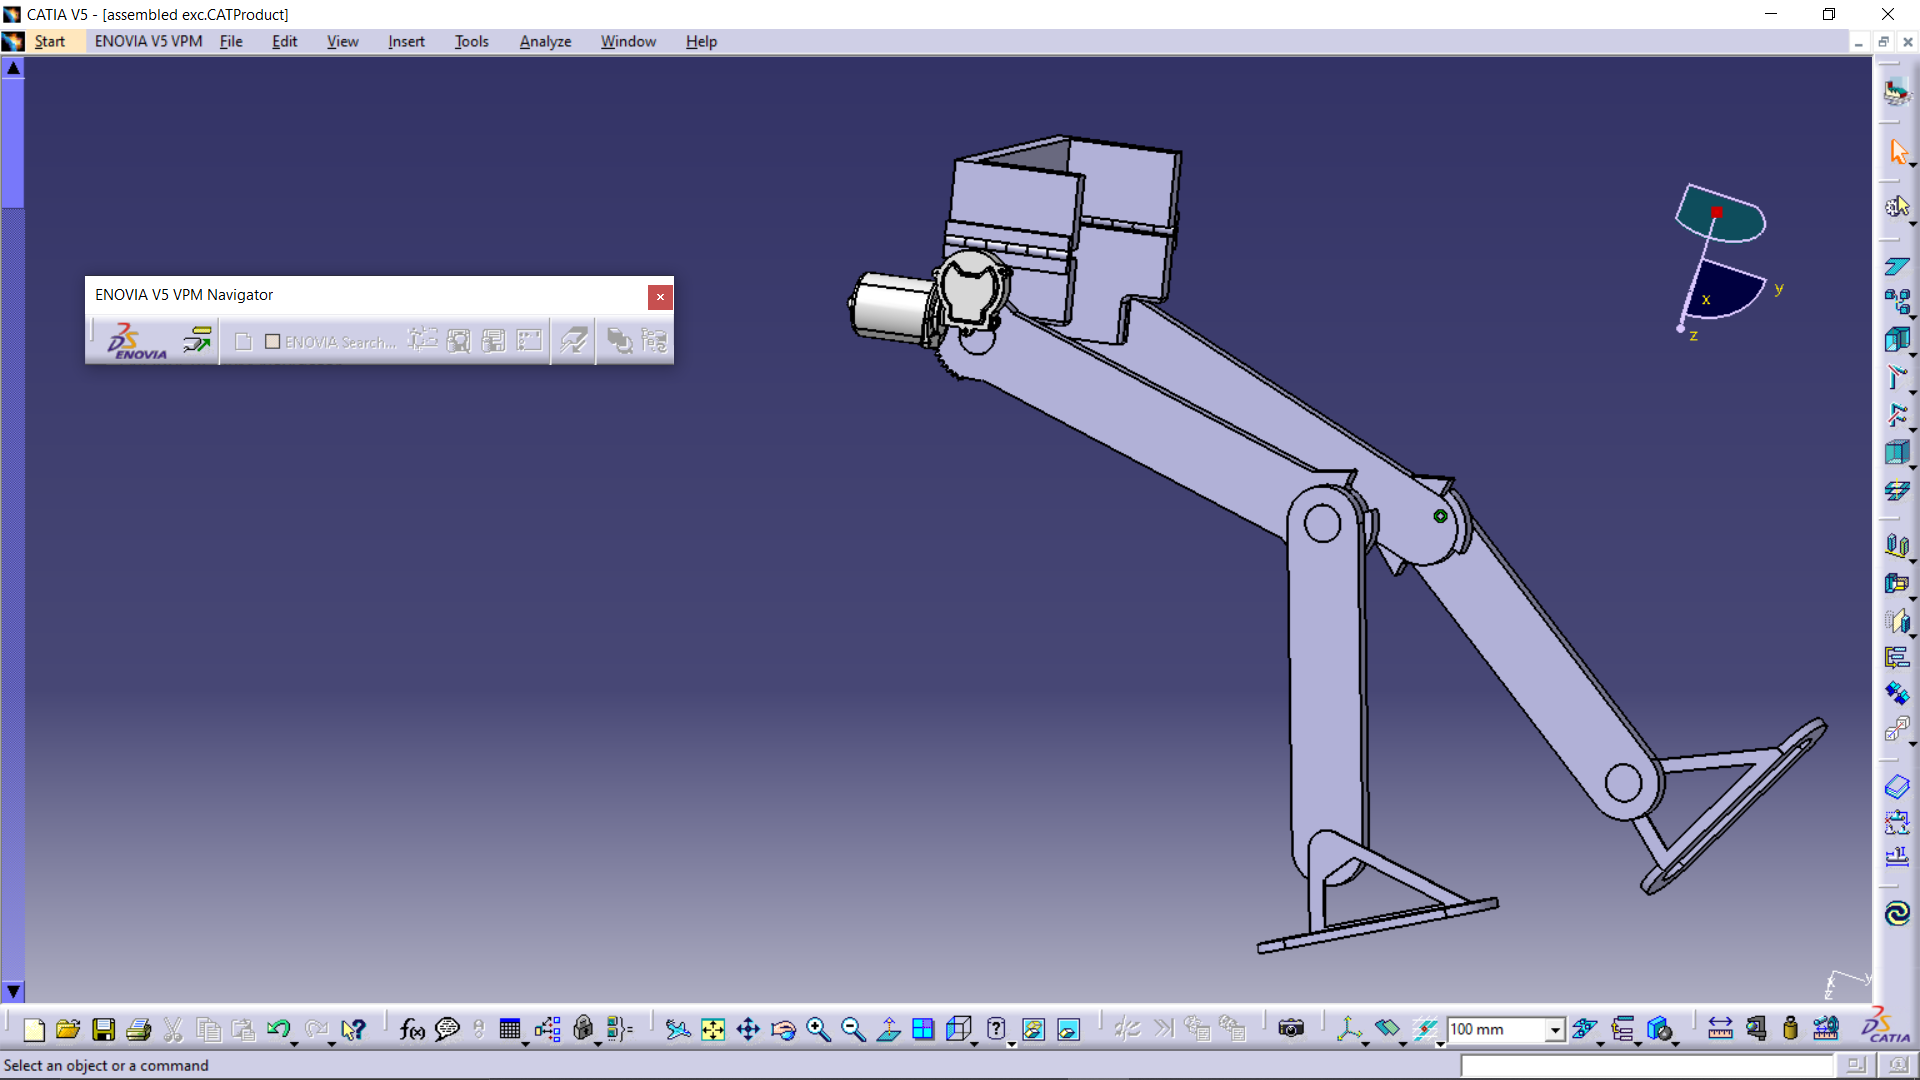 CATIA V5 - [assembled exc.CATProduct]
Start ENOVIA V5 VPM File Edit View Insert Tools Analyze Window Help
ENOVIA V5 VPM Navigator
ENOVIA
ENOVIA Search...
y
x
z
y
z
f(x)
100 mm
CATIA
Select an object or a command